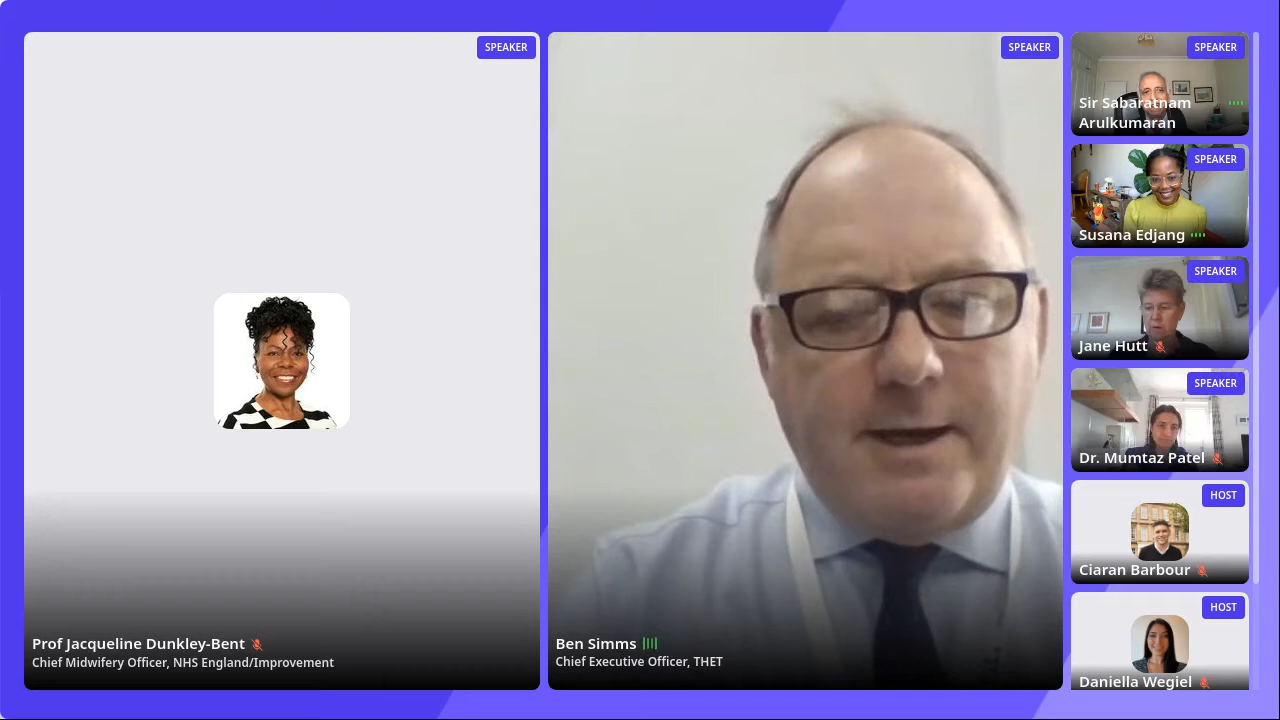 SPEAKER
Prof Jacqueline Dunkley-Bent
Chief Midwifery Officer, NHS England/Improvement
SPEAKER
Ben Simms
Chief Executive Officer, THET
SPEAKER
Sir Sabaratnam
Arulkumaran
SPEAKER
Susana Edjang
SPEAKER
Jane Hutt
SPEAKER
Dr. Mumtaz Patel
HOST
Ciaran Barbour
HOST
Daniella Wegiel